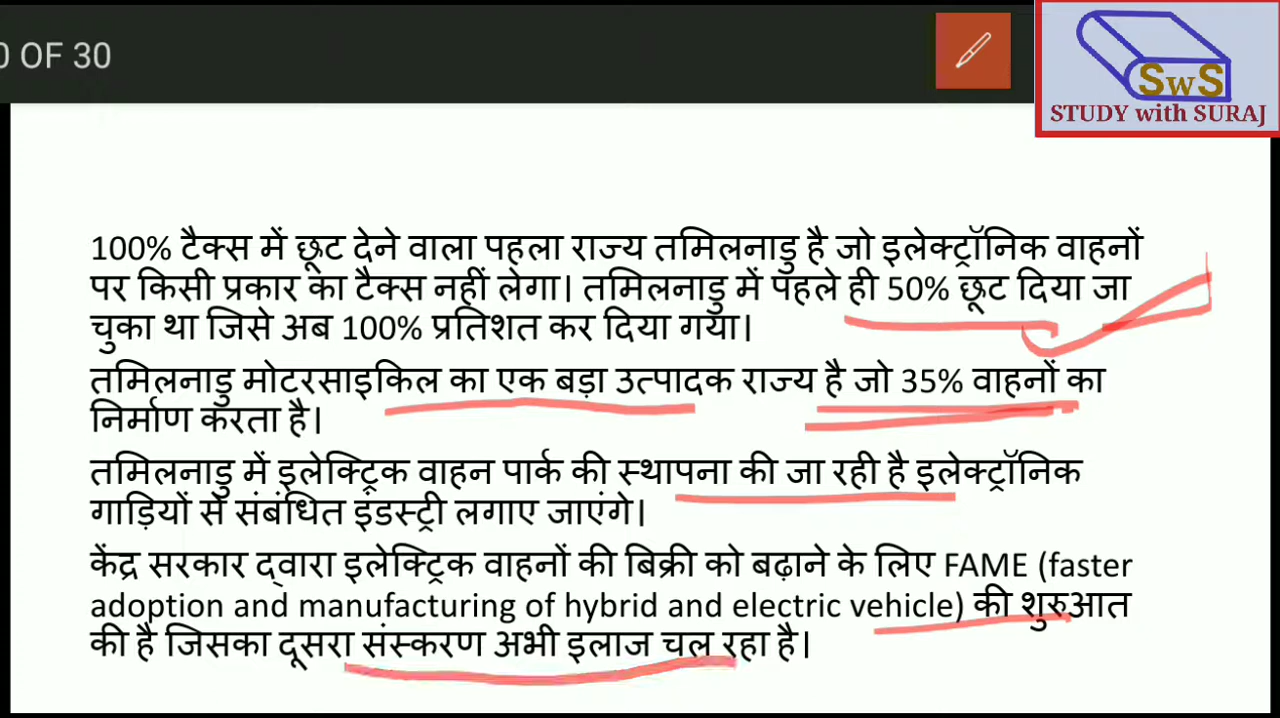 0 OF 30
SwS
STUDY with SURAJ
100% टैक्स में छूट देने वाला पहला राज्य तमिलनाडु है जो इलेक्ट्रॉनिक वाहनों
पर किसी प्रकार का टैक्स नहीं लेगा। तमिलनाडु में पहले ही 50% छूट दिया जा
चुका था जिसे अब 100% प्रतिशत कर दिया गया।
तमिलनाडु मोटरसाइकिल का एक बड़ा उत्पादक राज्य है जो 35% वाहनों का
निर्माण करता है।
तमिलनाडु में इलेक्ट्रिक वाहन पार्क की स्थापना की जा रही है इलेक्ट्रॉनिक
गाड़ियों से संबंधित इंडस्ट्री लगाए जाएंगे।
केंद्र सरकार द्वारा इलेक्ट्रिक वाहनों की बिक्री को बढ़ाने के लिए FAME (faster
adoption and manufacturing of hybrid and electric vehicle) की शुरुआत
की है जिसका दूसरा संस्करण अभी इलाज चल रहा है।